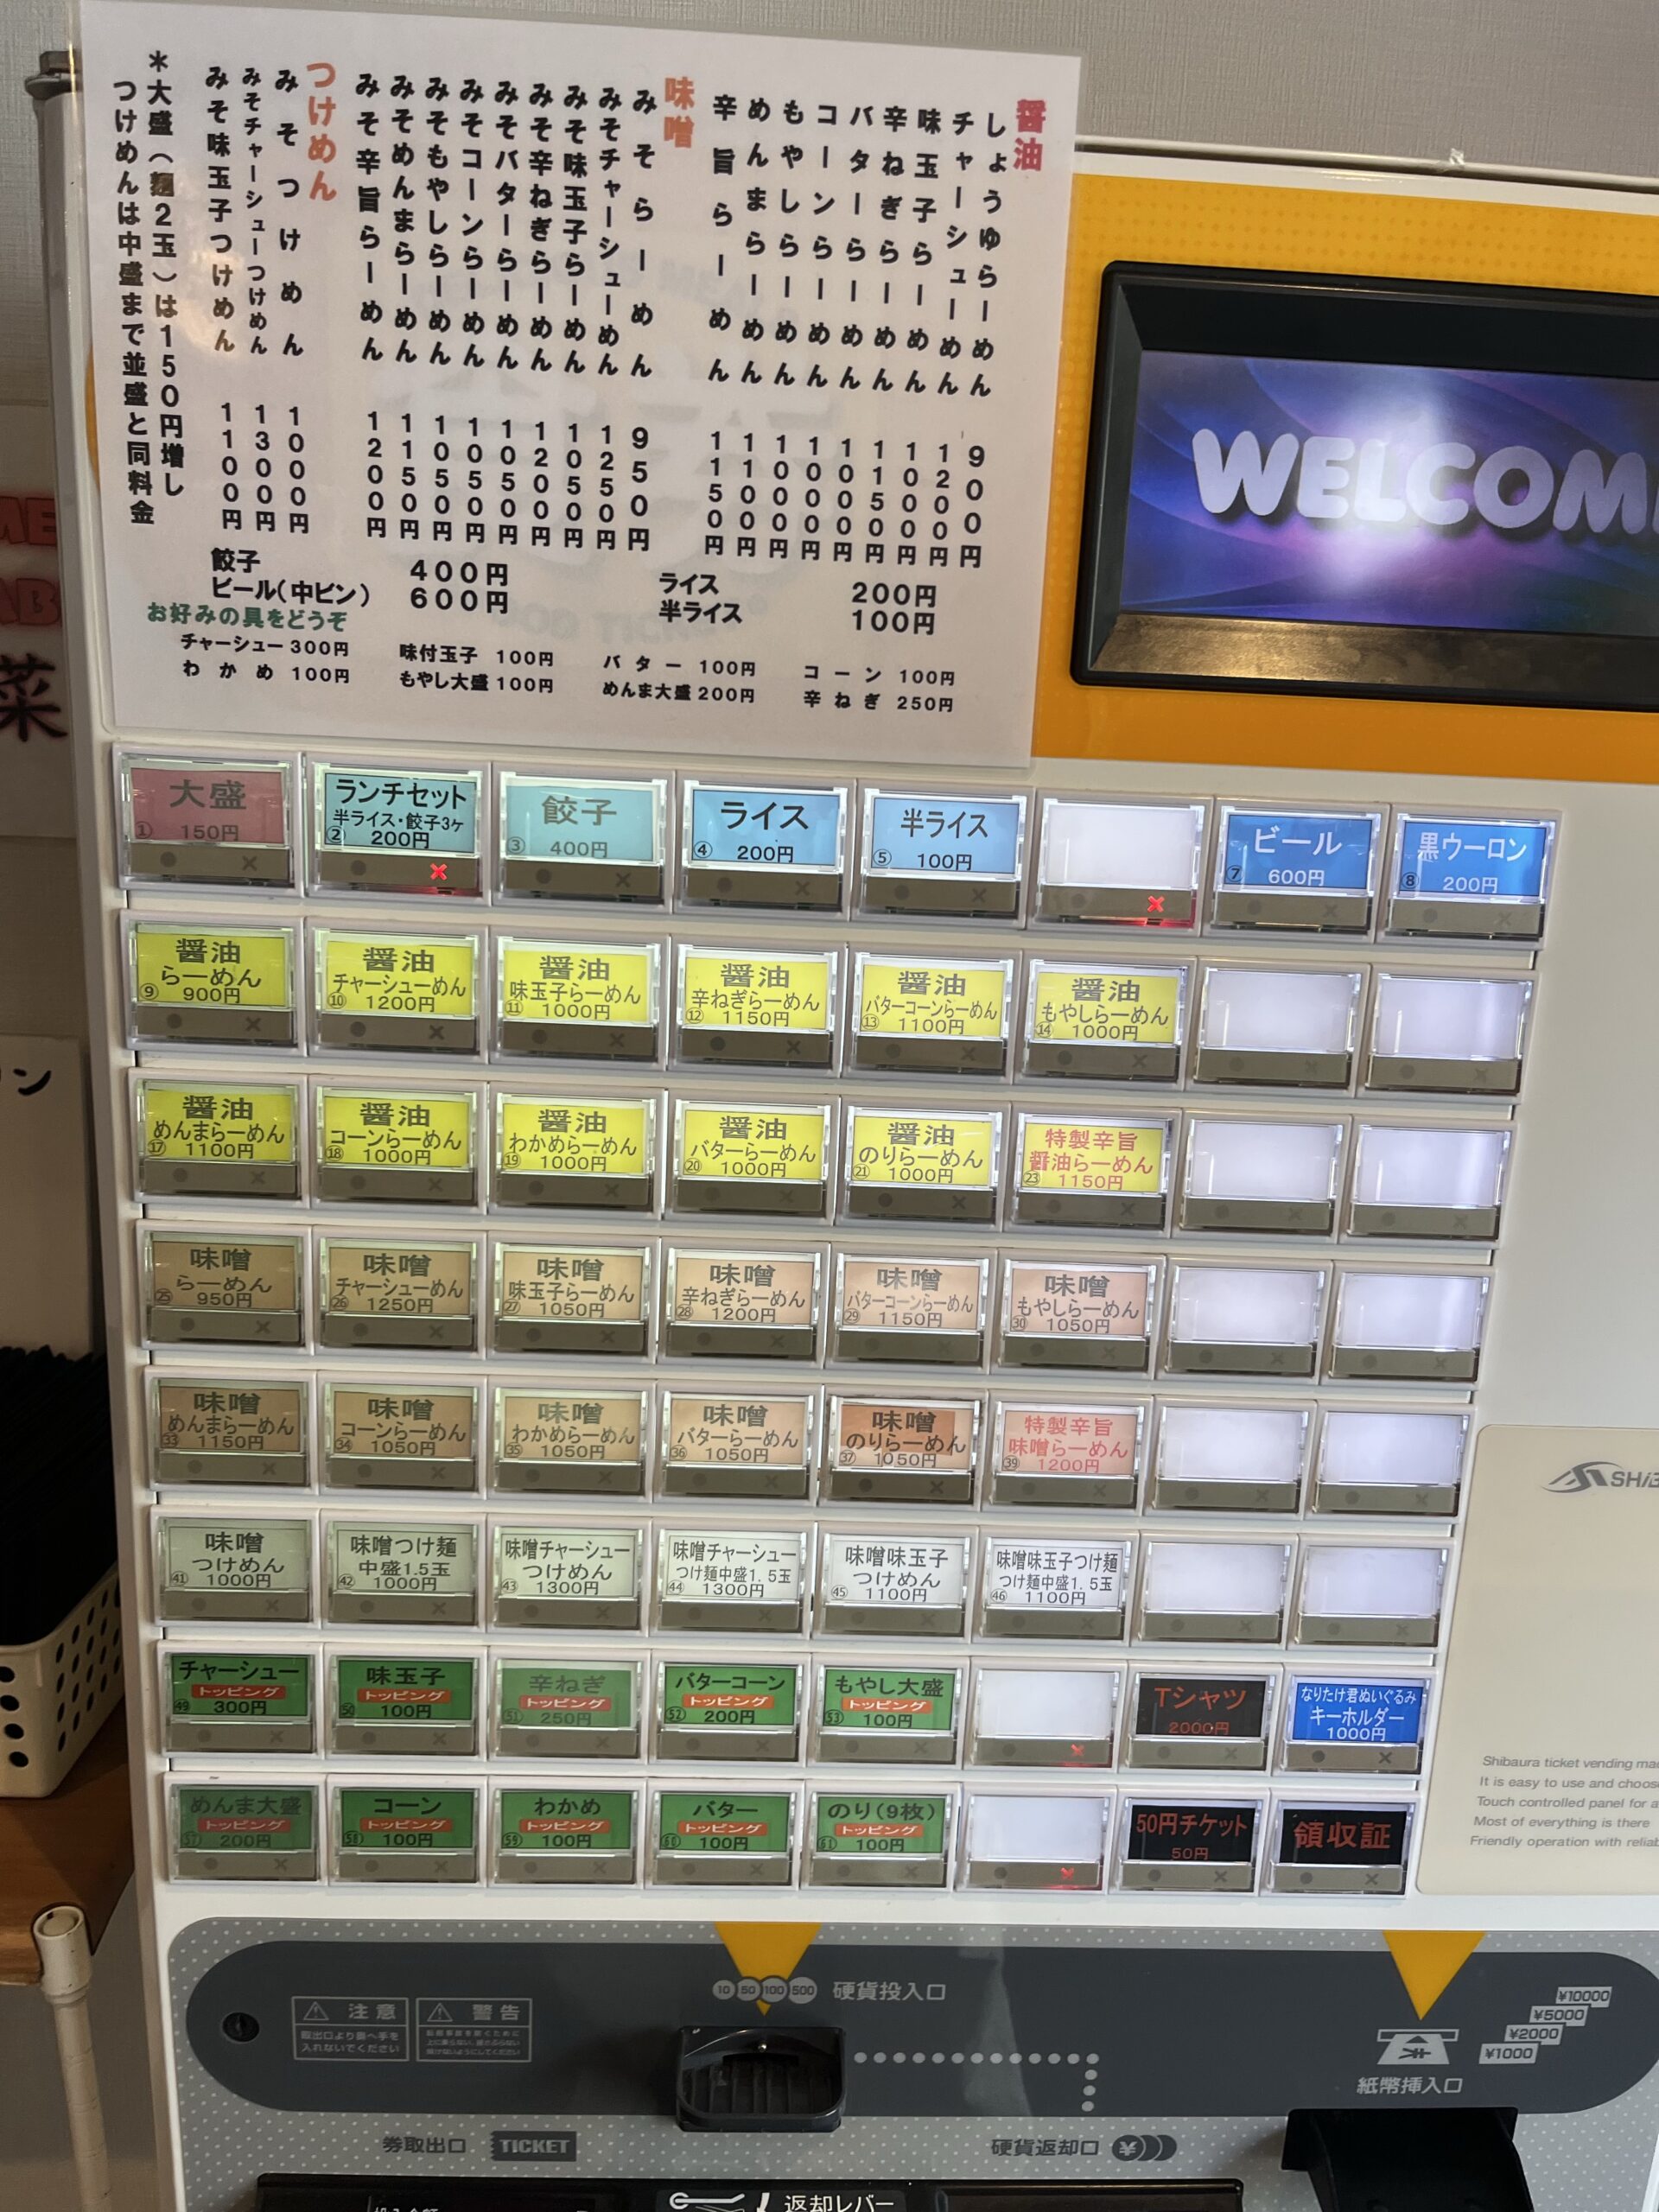 醤油
しょうゆらーめん 900円
チャーシューめん 1200円
味玉子らーめん 1000円
辛ねぎらーめん 1150円
バターらーめん 1000円
コーンらーめん 1000円
もやしらーめん 1000円
めんまらーめん 1100円
辛旨らーめん 1150円
味噌
みそらーめん 950円
みそチャーシューめん 1250円
みそ味玉子らーめん 1050円
みそ辛ねぎらーめん 1200円
みそバターらーめん 1050円
みそコーンらーめん 1050円
みそもやしらーめん 1050円
みそめんまらーめん 1150円
みそ辛旨らーめん 1200円
つけめん
みそつけめん 1000円
みそチャーシューつけめん 1300円
みそ味玉子つけめん 1100円
*大盛(麺2玉)は150円増し
つけめんは中盛まで並盛と同料金
餃子 400円
ビール(中ビン) 600円
ライス 200円
半ライス 100円
お好みの具をどうぞ
チャーシュー 300円 味付玉子 100円 バター 100円 コーン 100円
わかめ 100円 もやし大盛 100円 めんま大盛 200円 辛ねぎ 250円
WELCOM
菜
ン
大盛
① 150円
ランチセット
半ライス・餃子3ヶ
② 200円
餃子
③ 400円
ライス
④ 200円
半ライス
⑤ 100円
ビール
⑦ 600円
黒ウーロン
⑧ 200円
醤油
らーめん
⑨ 900円
醤油
チャーシューめん
⑩ 1200円
醤油
味玉子らーめん
⑪ 1000円
醤油
辛ねぎらーめん
⑫ 1150円
醤油
バターコーンらーめん
⑬ 1100円
醤油
もやしらーめん
⑭ 1000円
醤油
めんまらーめん
⑰ 1100円
醤油
コーンらーめん
⑱ 1000円
醤油
わかめらーめん
⑲ 1000円
醤油
バターらーめん
⑳ 1000円
醤油
のりらーめん
㉑ 1000円
特製辛旨
醤油らーめん
㉓ 1150円
味噌
らーめん
㉕ 950円
味噌
チャーシューめん
㉖ 1250円
味噌
味玉子らーめん
㉗ 1050円
味噌
辛ねぎらーめん
㉘ 1200円
味噌
バターコーンらーめん
㉙ 1150円
味噌
もやしらーめん
㉚ 1050円
味噌
めんまらーめん
㉝ 1150円
味噌
コーンらーめん
㉞ 1050円
味噌
わかめらーめん
㉟ 1050円
味噌
バターらーめん
㊱ 1050円
味噌
のりらーめん
㊲ 1050円
特製辛旨
味噌らーめん
㊴ 1200円
味噌
つけめん
㊶ 1000円
味噌つけ麺
中盛1.5玉
㊷ 1000円
味噌チャーシュー
つけめん
㊸ 1300円
味噌チャーシュー
つけ麺中盛1.5玉
㊹ 1300円
味噌味玉子
つけめん
㊺ 1100円
味噌味玉子つけ麺
つけ麺中盛1.5玉
㊻ 1100円
チャーシュー
トッピング
㊾ 300円
味玉子
トッピング
㊿ 100円
辛ねぎ
トッピング
51 250円
バターコーン
トッピング
52 200円
もやし大盛
トッピング
53 100円
Tシャツ
2000円
なりたけ君ぬいぐるみ
キーホルダー
1000円
めんま大盛
トッピング
57 200円
コーン
トッピング
58 100円
わかめ
トッピング
59 100円
バター
トッピング
60 100円
のり(9枚)
トッピング
61 100円
50円チケット
50円
領収証
Shibaura ticket vending ma
It is easy to use and choos
Touch controlled panel for a
Most of everything is there
Friendly operation with relia
10 50 100 500 硬貨投入口
注意
取出口より奥へ手を
入れないでください
警告
¥10000
¥5000
¥2000
¥1000
紙幣挿入口
券取出口 TICKET
硬貨返却口
返却レバー